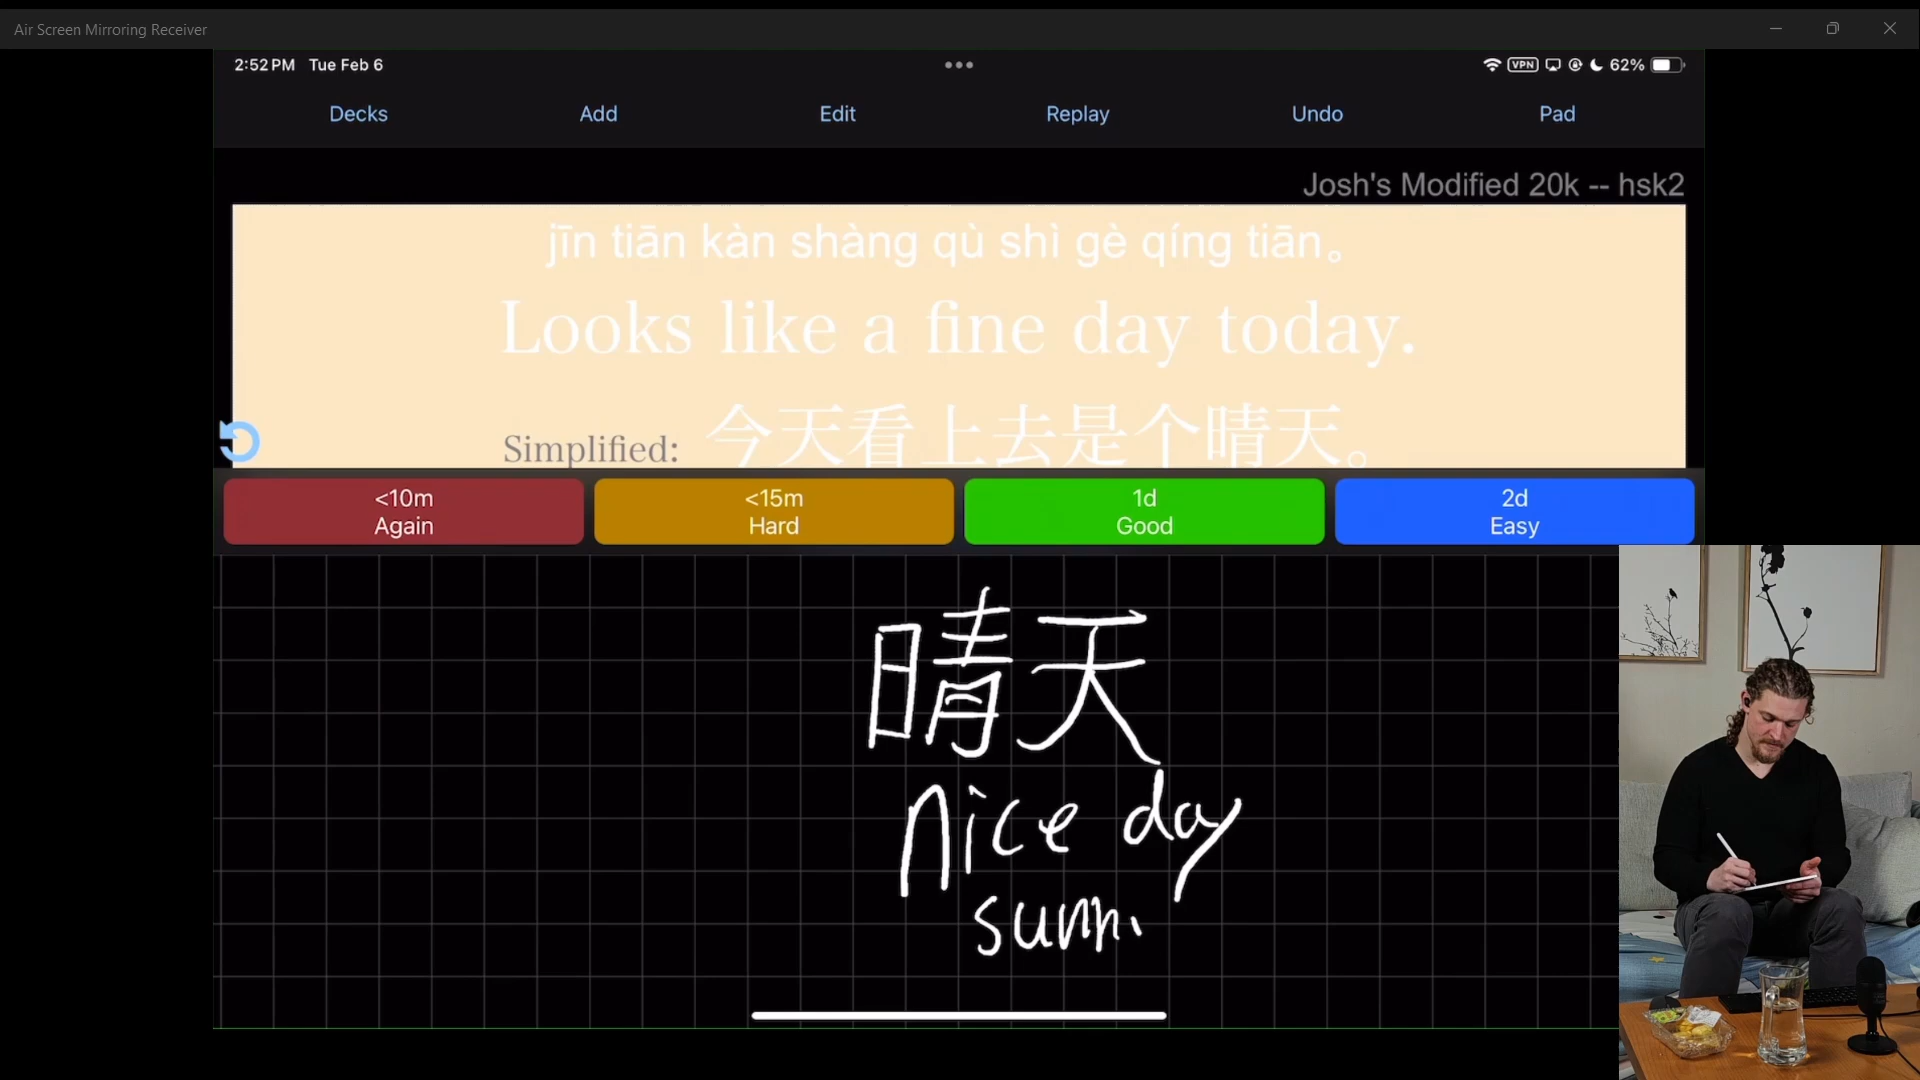 Air Screen Mirroring Receiver
2:52 PM Tue Feb 6
VPN 62%
Decks Add Edit Replay Undo Pad
Josh's Modified 20k -- hsk2
jīn tiān kàn shàng qù shì gè qíng tiān。
Looks like a fine day today.
Simplified: 今天看上去是个晴天。
<10m
Again
<15m
Hard
1d
Good
2d
Easy
晴天
nice day
sunn